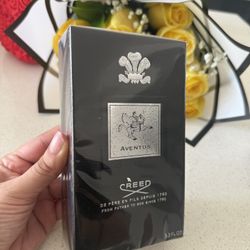 AVENTUS
CREED
DE PÈRE EN FILS DEPUIS 1760
FROM FATHER TO SON SINCE 1760